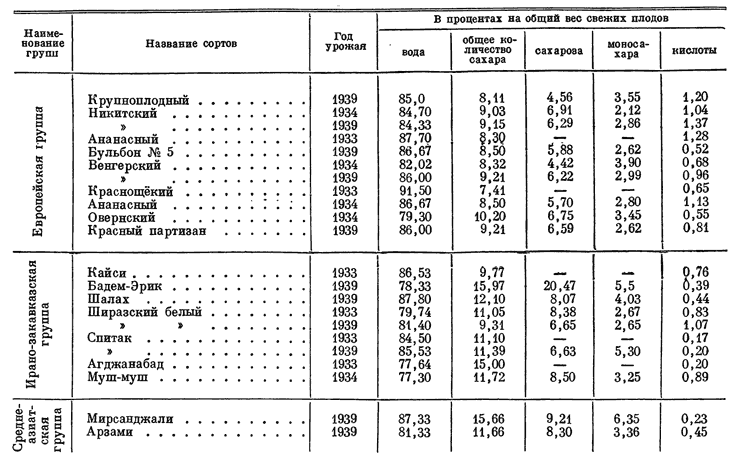 Наиме-
нование
групп
Название сортов
Год
урожая
В процентах на общий вес свежих плодов
вода
общее ко-
личество
сахара
сахароза
моноса-
хара
кислоты
Европейская группа
Крупноплодный 1939 85,0 8,11 4,56 3,55 1,20
Никитский 1934 84,70 9,03 6,91 2,12 1,04
» 1939 84,33 9,15 6,29 2,86 1,37
Ананасный 1933 87,70 8,30 — — 1,28
Бульбон № 5 1939 86,67 8,50 5,88 2,62 0,52
Венгерский 1934 82,02 8,32 4,42 3,90 0,68
» 1939 86,00 9,21 6,22 2,99 0,96
Краснощёкий 1933 91,50 7,41 — — 0,65
Ананасный 1934 86,67 8,50 5,70 2,80 1,13
Овернский 1934 79,30 10,20 6,75 3,45 0,55
Красный партизан 1939 86,00 9,21 6,59 2,62 0,81
Ирано-закавказская
группа
Кайси 1933 86,53 9,77 — — 0,76
Бадем-Эрик 1939 78,33 15,97 20,47 5,5 0,39
Шалах 1939 87,80 12,10 8,07 4,03 0,44
Ширазский белый 1933 79,74 11,05 8,38 2,67 0,83
» » 1939 81,40 9,31 6,65 2,65 1,07
Спитак 1933 84,50 11,10 — — 0,17
» 1939 85,53 11,39 6,63 5,30 0,20
Агджанабад 1933 77,64 15,00 — — 0,20
Муш-муш 1934 77,30 11,72 8,50 3,25 0,89
Средне-
азиат-
ская
группа
Мирсанджали 1939 87,33 15,66 9,21 6,35 0,23
Арзами 1939 81,33 11,66 8,30 3,36 0,45